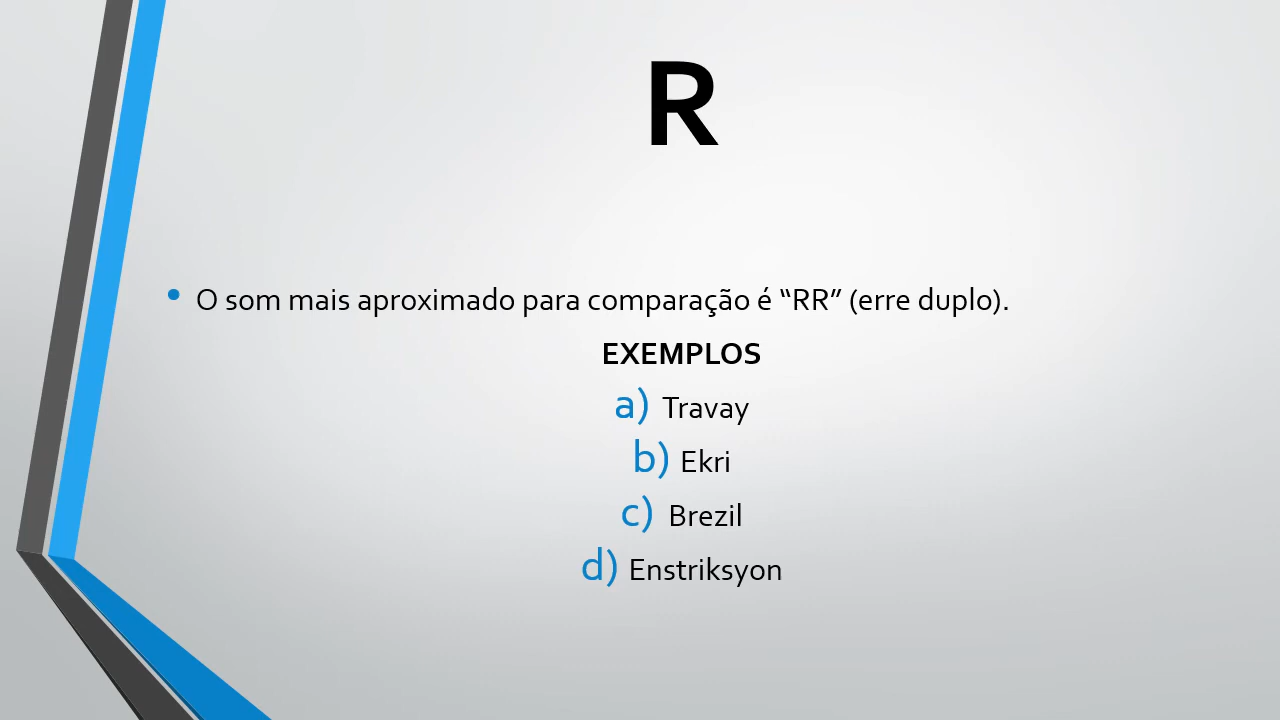 R
• O som mais aproximado para comparação é “RR” (erre duplo).
EXEMPLOS
a) Travay
b) Ekri
c) Brezil
d) Enstriksyon